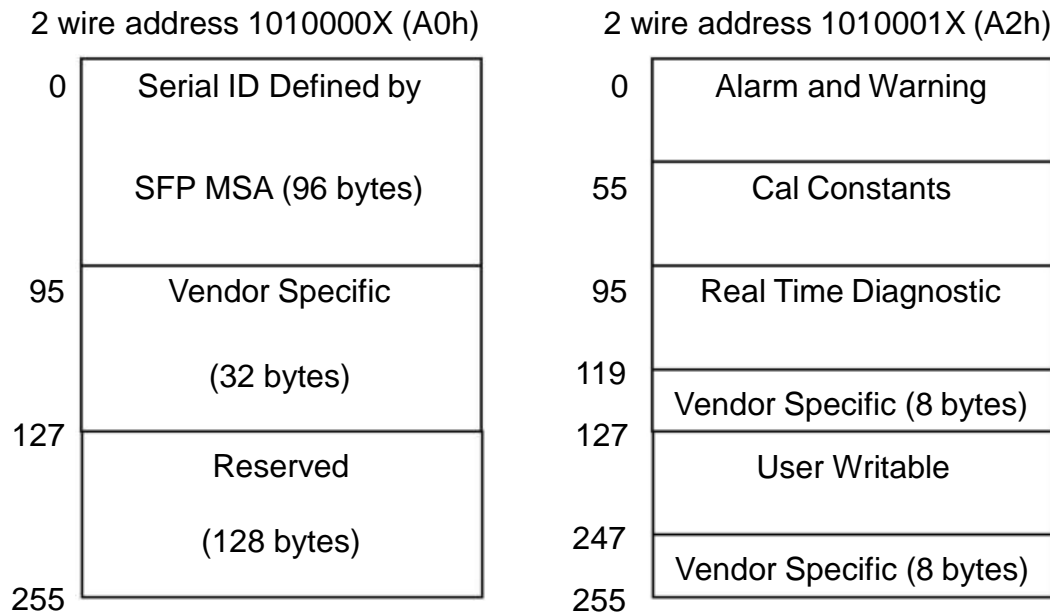 2 wire address 1010000X (A0h)
0
Serial ID Defined by
SFP MSA (96 bytes)
95
Vendor Specific
(32 bytes)
127
Reserved
(128 bytes)
255
2 wire address 1010001X (A2h)
0
Alarm and Warning
55
Cal Constants
95
Real Time Diagnostic
119
Vendor Specific (8 bytes)
127
User Writable
247
Vendor Specific (8 bytes)
255